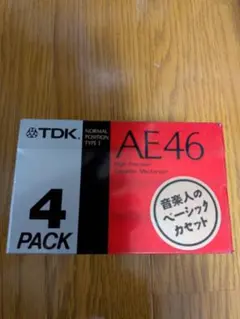 TDK.
NORMAL
POSITION
TYPE I
AE46
High Precision
Cassette Mechanism
4
PACK
音楽人の
ベーシック
カセット